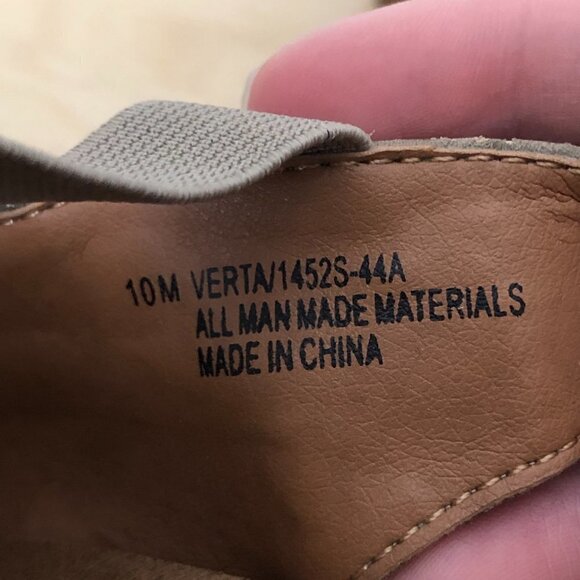 10M VERTA/1452S-44A
ALL MAN MADE MATERIALS
MADE IN CHINA